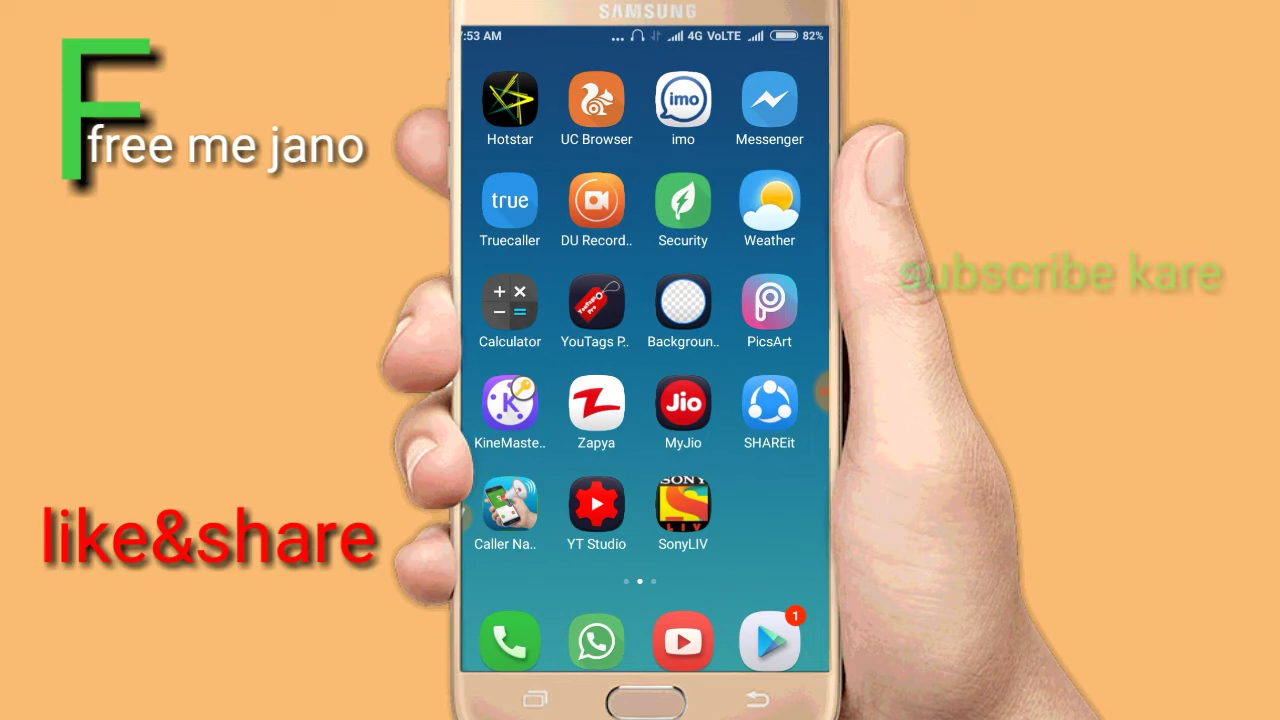 SAMSUNG
:53 AM ... 4G VoLTE 82%
F
free me jano
Hotstar UC Browser imo Messenger
imo
true
Truecaller DU Record.. Security Weather
subscribe kare
YouTags Pro
Calculator YouTags P.. Backgroun.. PicsArt
K
Jio
KineMaste.. Zapya MyJio SHAREit
SONY
LIV
like&share
Caller Na.. YT Studio SonyLIV
1